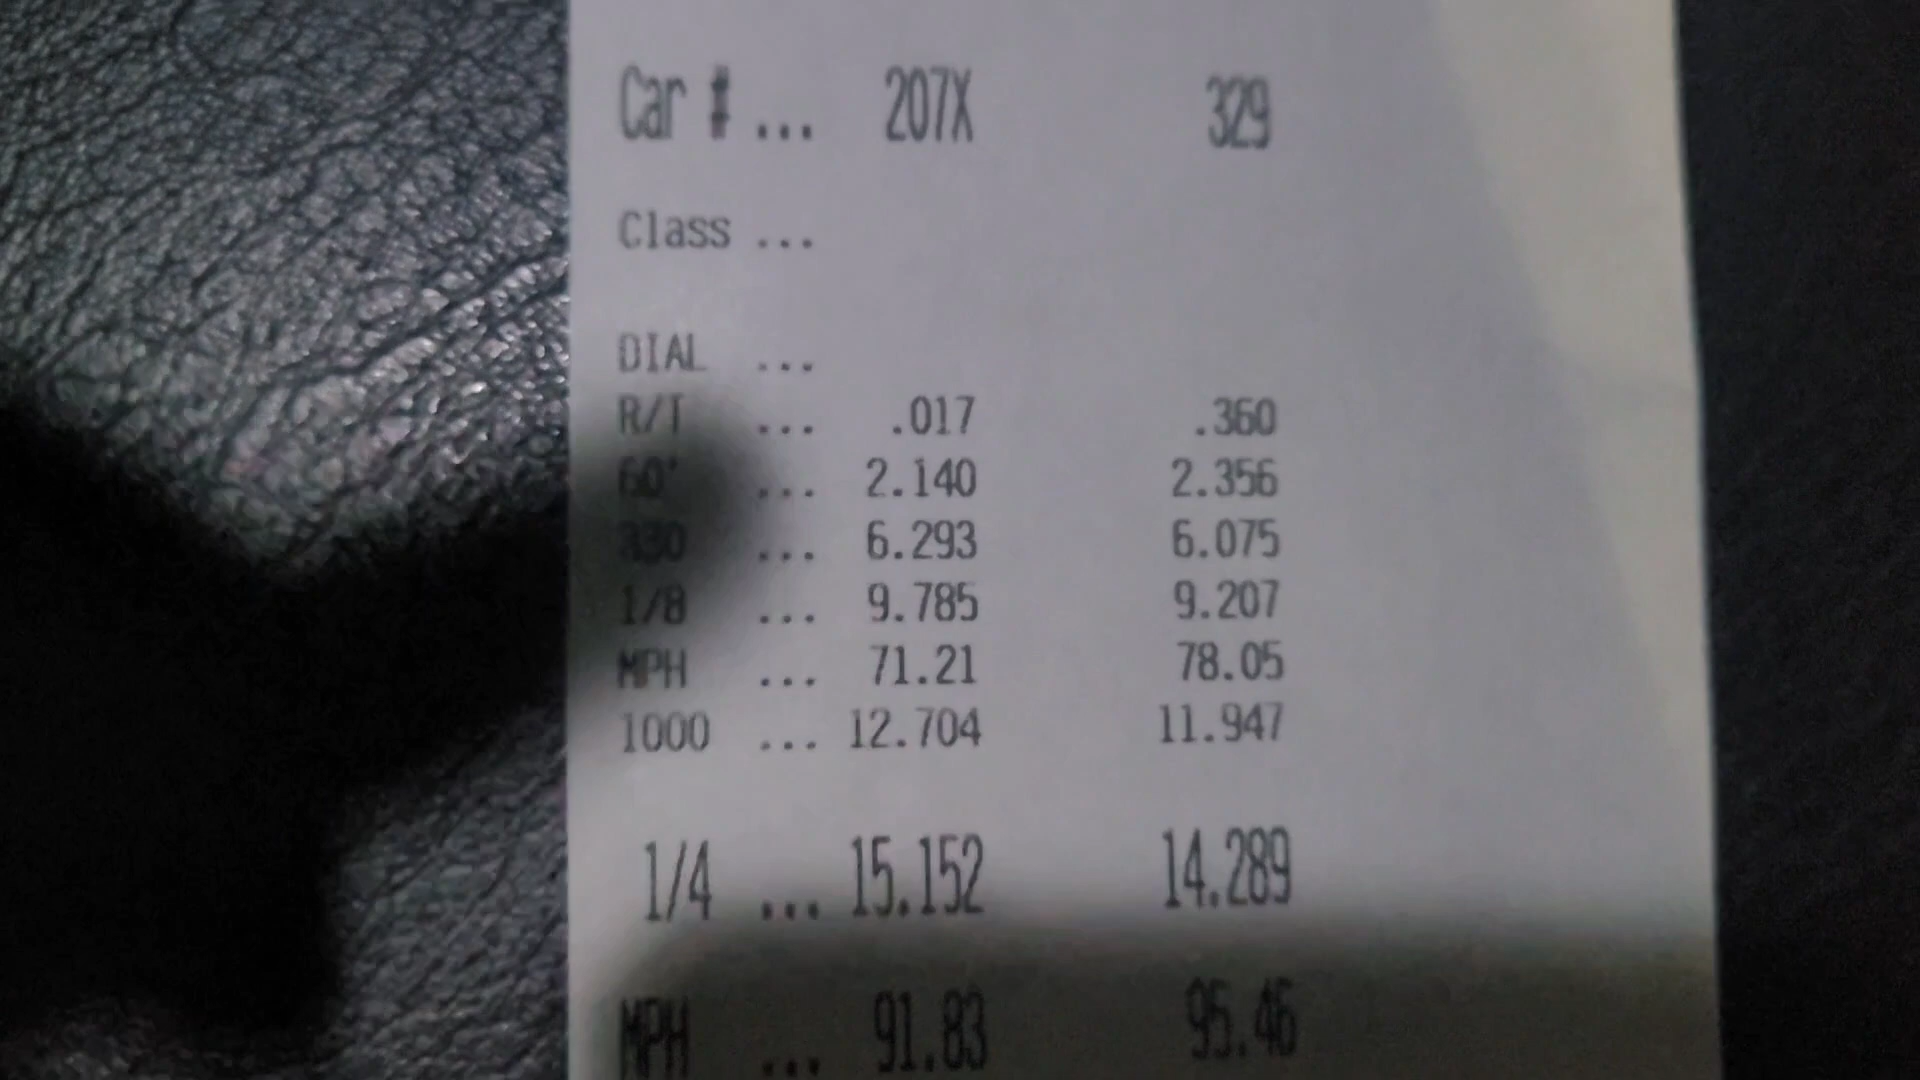 Car # ... 207X 329
Class ...
DIAL ...
R/T ... .017 .360
60' ... 2.140 2.356
330 ... 6.293 6.075
1/8 ... 9.785 9.207
MPH ... 71.21 78.05
1000 ... 12.704 11.947
1/4 ... 15.152 14.289
MPH ... 91.83 95.46